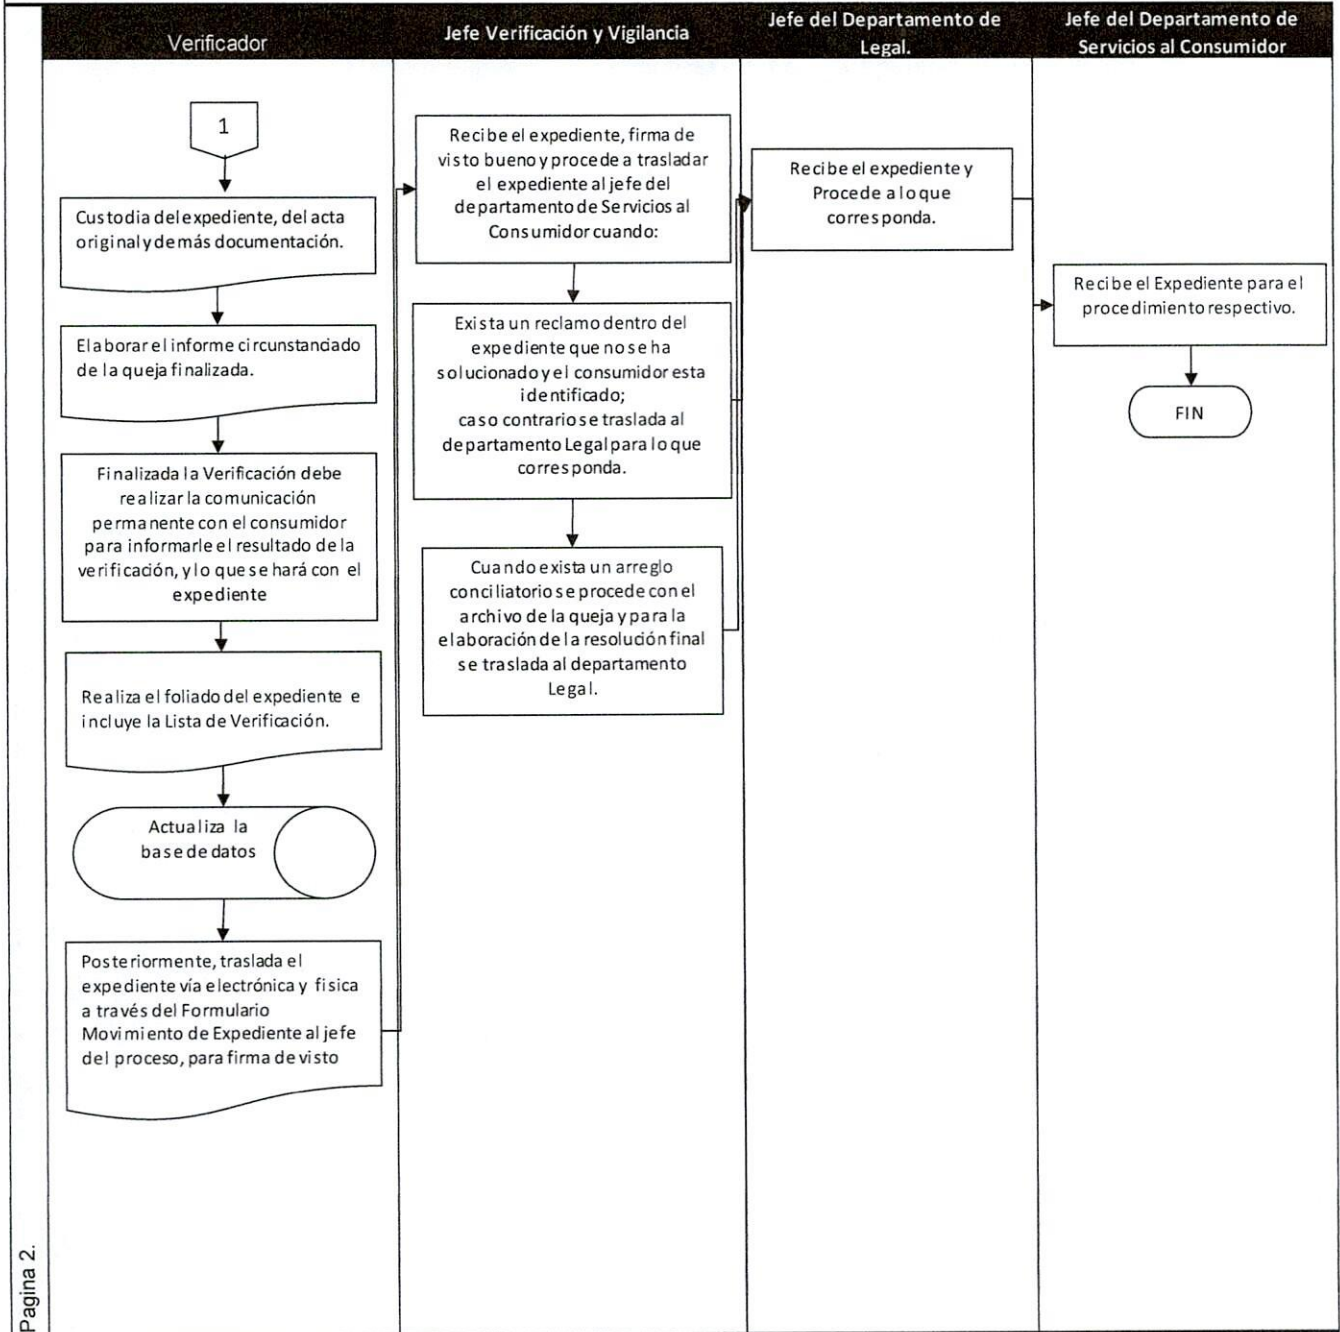 Verificador
Jefe Verificación y Vigilancia
Jefe del Departamento de
Legal.
Jefe del Departamento de
Servicios al Consumidor
1
Custodia del expediente, del acta
original y demás documentación.
Elaborar el informe circunstanciado
de la queja finalizada.
Finalizada la Verificación debe
realizar la comunicación
permanente con el consumidor
para informarle el resultado de la
verificación, y lo que se hará con el
expediente
Realiza el foliado del expediente e
incluye la Lista de Verificación.
Actualiza la
base de datos
Posteriormente, traslada el
expediente vía electrónica y fisica
a través del Formulario
Movimiento de Expediente al jefe
del proceso, para firma de visto
Recibe el expediente, firma de
visto bueno y procede a trasladar
el expediente al jefe del
departamento de Servicios al
Consumidor cuando:
Exista un reclamo dentro del
expediente que no se ha
solucionado y el consumidor esta
identificado;
caso contrario se traslada al
departamento Legal para lo que
corresponda.
Cuando exista un arreglo
conciliatorio se procede con el
archivo de la queja y para la
elaboración de la resolución final
se traslada al departamento
Legal.
Recibe el expediente y
Procede a lo que
corresponda.
Recibe el Expediente para el
procedimiento respectivo.
FIN
Pagina 2.